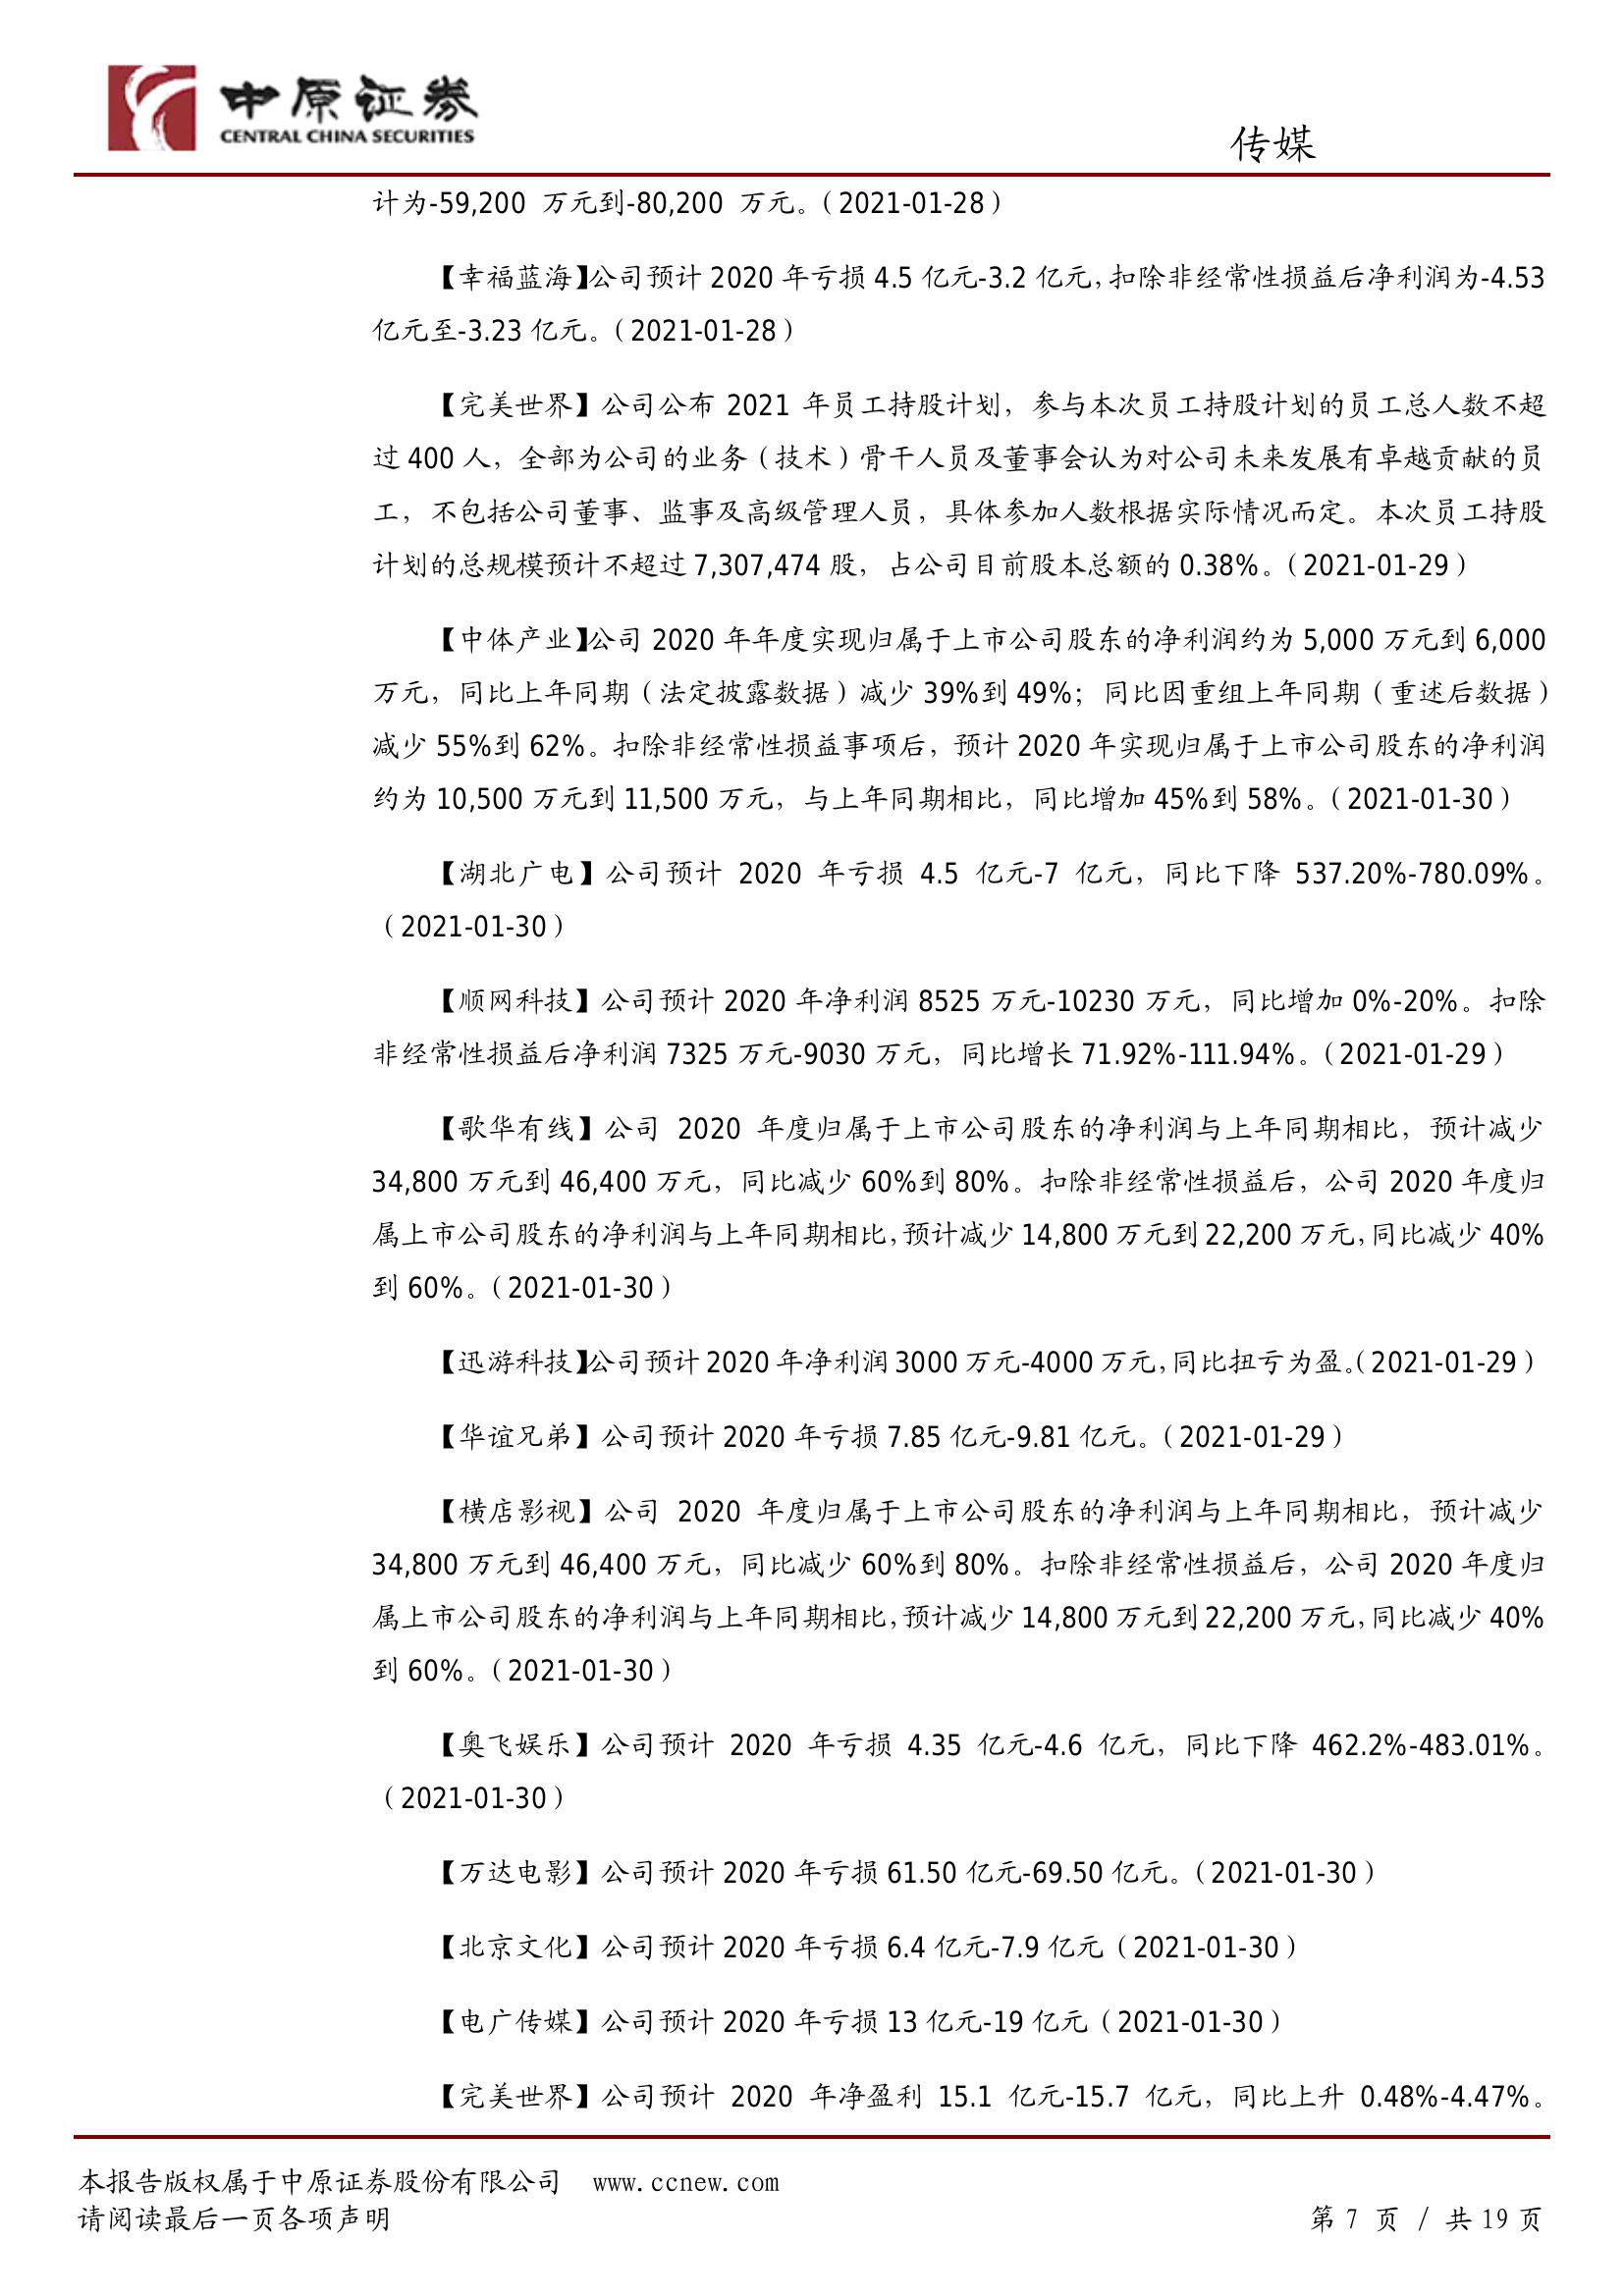 中原证券
CENTRAL CHINA SECURITIES
传媒
计为-59,200 万元到-80,200 万元。（2021-01-28）
【幸福蓝海】公司预计 2020 年亏损 4.5 亿元-3.2 亿元，扣除非经常性损益后净利润为-4.53
亿元至-3.23 亿元。（2021-01-28）
【完美世界】公司公布 2021 年员工持股计划，参与本次员工持股计划的员工总人数不超
过 400 人，全部为公司的业务（技术）骨干人员及董事会认为对公司未来发展有卓越贡献的员
工，不包括公司董事、监事及高级管理人员，具体参加人数根据实际情况而定。本次员工持股
计划的总规模预计不超过 7,307,474 股，占公司目前股本总额的 0.38%。（2021-01-29）
【中体产业】公司 2020 年年度实现归属于上市公司股东的净利润约为 5,000 万元到 6,000
万元，同比上年同期（法定披露数据）减少 39%到 49%；同比因重组上年同期（重述后数据）
减少 55%到 62%。扣除非经常性损益事项后，预计 2020 年实现归属于上市公司股东的净利润
约为 10,500 万元到 11,500 万元，与上年同期相比，同比增加 45%到 58%。（2021-01-30）
【湖北广电】公司预计 2020 年亏损 4.5 亿元-7 亿元，同比下降 537.20%-780.09%。
（2021-01-30）
【顺网科技】公司预计 2020 年净利润 8525 万元-10230 万元，同比增加 0%-20%。扣除
非经常性损益后净利润 7325 万元-9030 万元，同比增长 71.92%-111.94%。（2021-01-29）
【歌华有线】公司 2020 年度归属于上市公司股东的净利润与上年同期相比，预计减少
34,800 万元到 46,400 万元，同比减少 60%到 80%。扣除非经常性损益后，公司 2020 年度归
属上市公司股东的净利润与上年同期相比，预计减少 14,800 万元到 22,200 万元，同比减少 40%
到 60%。（2021-01-30）
【迅游科技】公司预计 2020 年净利润 3000 万元-4000 万元，同比扭亏为盈。（2021-01-29）
【华谊兄弟】公司预计 2020 年亏损 7.85 亿元-9.81 亿元。（2021-01-29）
【横店影视】公司 2020 年度归属于上市公司股东的净利润与上年同期相比，预计减少
34,800 万元到 46,400 万元，同比减少 60%到 80%。扣除非经常性损益后，公司 2020 年度归
属上市公司股东的净利润与上年同期相比，预计减少 14,800 万元到 22,200 万元，同比减少 40%
到 60%。（2021-01-30）
【奥飞娱乐】公司预计 2020 年亏损 4.35 亿元-4.6 亿元，同比下降 462.2%-483.01%。
（2021-01-30）
【万达电影】公司预计 2020 年亏损 61.50 亿元-69.50 亿元。（2021-01-30）
【北京文化】公司预计 2020 年亏损 6.4 亿元-7.9 亿元（2021-01-30）
【电广传媒】公司预计 2020 年亏损 13 亿元-19 亿元（2021-01-30）
【完美世界】公司预计 2020 年净盈利 15.1 亿元-15.7 亿元，同比上升 0.48%-4.47%。
本报告版权属于中原证券股份有限公司 www.ccnew.com
请阅读最后一页各项声明
第 7 页 / 共 19 页